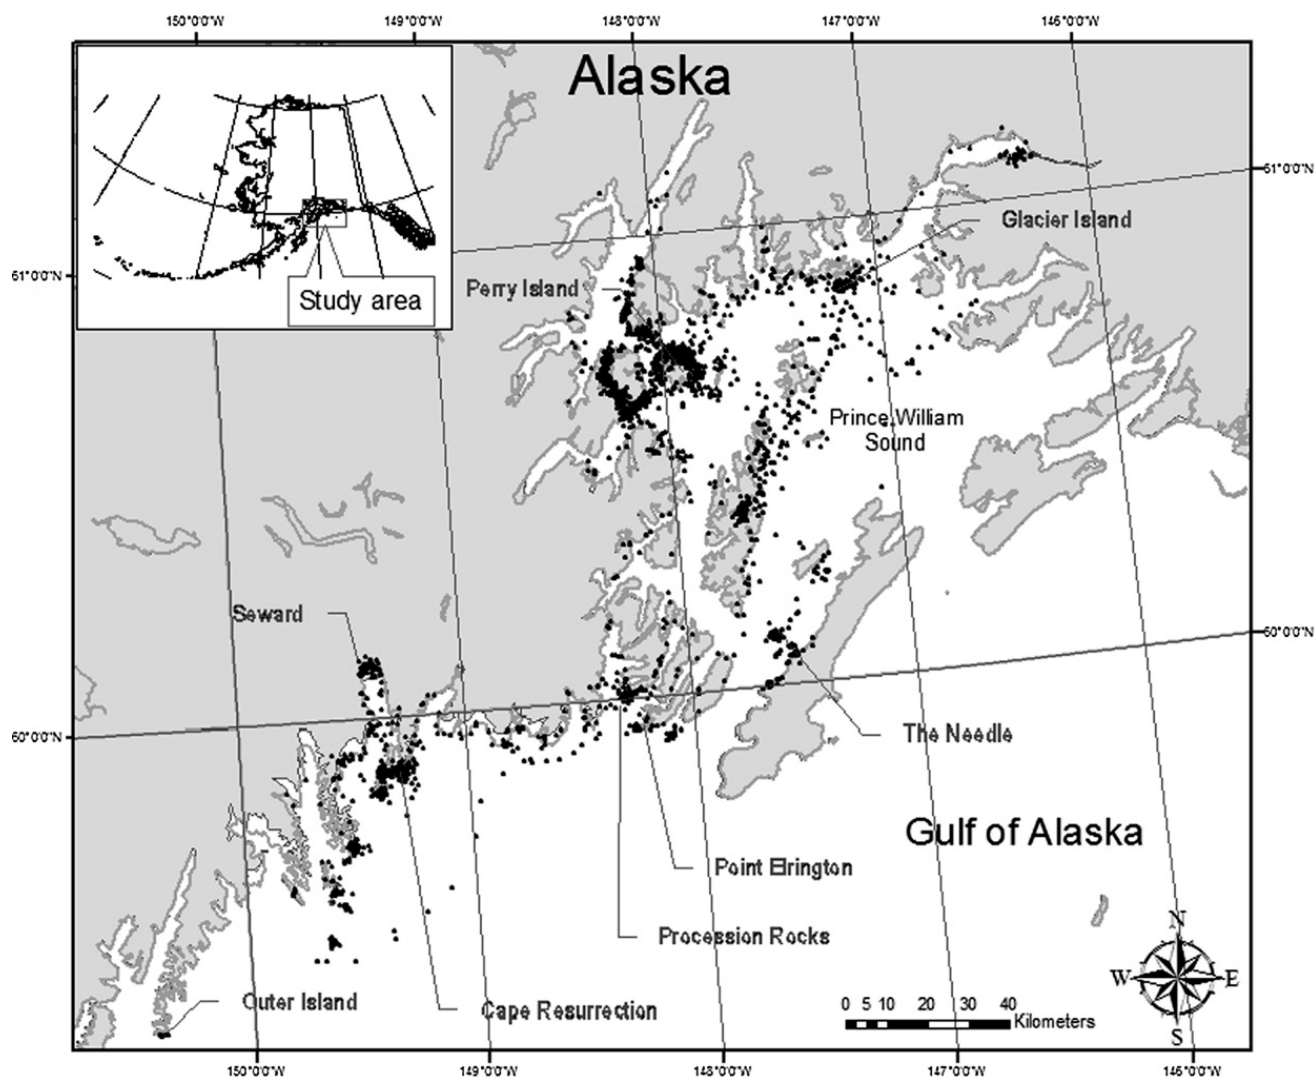 150°0'0"W 149°0'0"W 148°0'0"W 147°0'0"W 146°0'0"W
Alaska
61°0'0"N
Glacier Island
61°0'0"N
Perry Island
Study area
Prince William
Sound
Seward
60°0'0"N
60°0'0"N
The Needle
Gulf of Alaska
Point Elrington
Procession Rocks
N
W E
S
Outer Island
Cape Resurrection
0 5 10 20 30 40
Kilometers
150°0'0"W 149°0'0"W 148°0'0"W 147°0'0"W 146°0'0"W